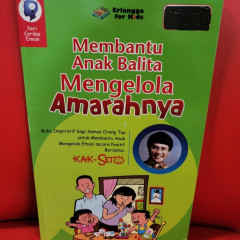 Erlangga
for Kids
Seri
Cerdas
Emosi
Membantu
Anak Balita
Mengelola
Amarahnya
Buku Inspiratif bagi Semua Orang Tua
untuk Membantu Anak
Mengelola Emosi secara Positif
Bersama:
KAK-SETO